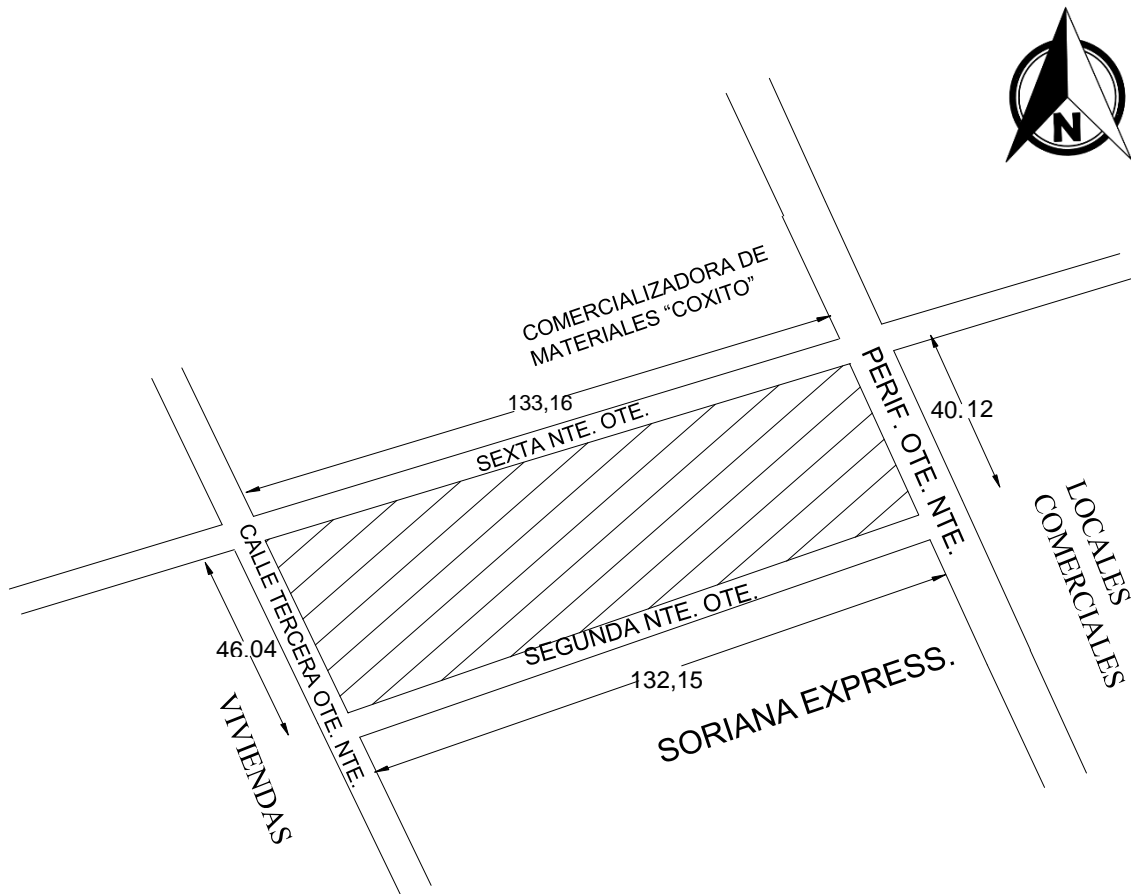 N
COMERCIALIZADORA DE
MATERIALES “COXITO”
133,16
SEXTA NTE. OTE.
PERIF. OTE. NTE.
40.12
LOCALES
COMERCIALES
CALLE TERCERA OTE. NTE.
46.04
VIVIENDAS
SEGUNDA NTE. OTE.
132,15
SORIANA EXPRESS.